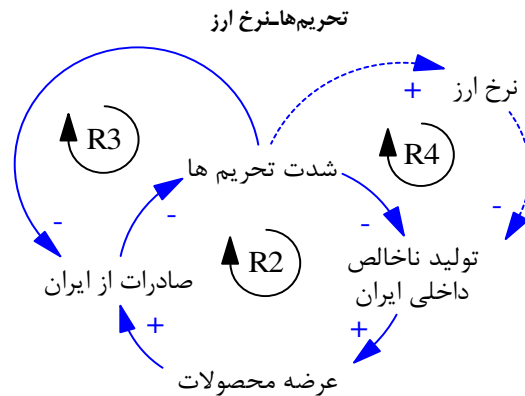 تحریم‌ها-نرخ ارز
نرخ ارز
+
R3
R4
شدت تحریم ها
-
-
-
-
R2
صادرات از ایران
تولید ناخالص
داخلی ایران
+
+
عرضه محصولات